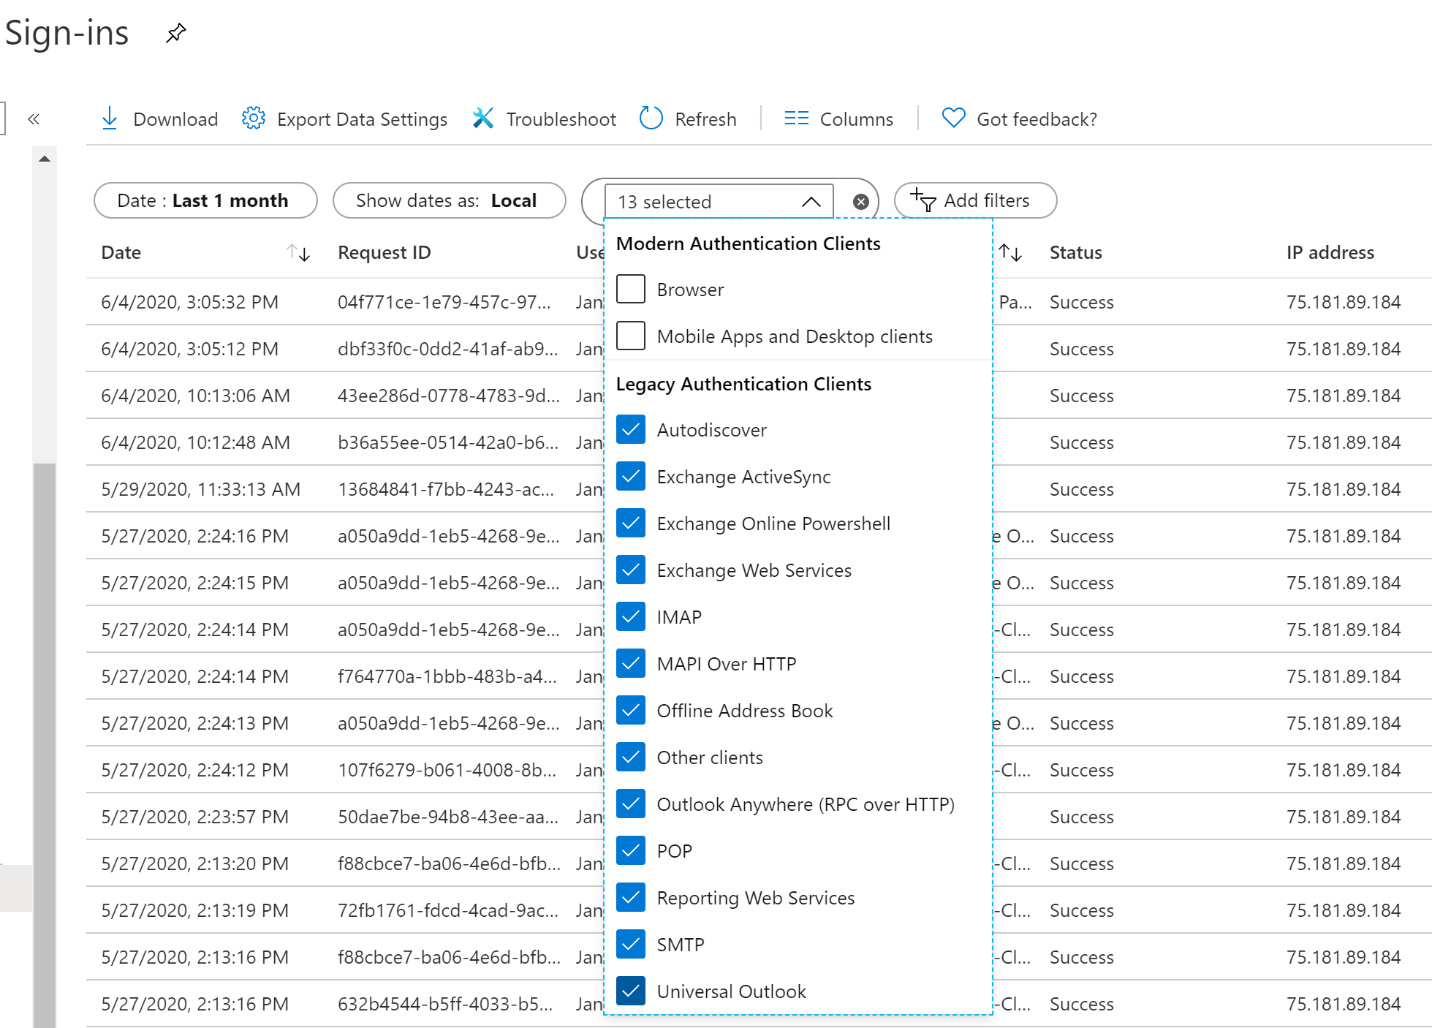 Sign-ins
«
Download Export Data Settings Troubleshoot Refresh Columns Got feedback?
Date : Last 1 month Show dates as: Local 13 selected Add filters
Date Request ID Use Status IP address
6/4/2020, 3:05:32 PM 04f771ce-1e79-457c-97... Jan Pa... Success 75.181.89.184
6/4/2020, 3:05:12 PM dbf33f0c-0dd2-41af-ab9... Jan Success 75.181.89.184
6/4/2020, 10:13:06 AM 43ee286d-0778-4783-9d... Jan Success 75.181.89.184
6/4/2020, 10:12:48 AM b36a55ee-0514-42a0-b6... Jan Success 75.181.89.184
5/29/2020, 11:33:13 AM 13684841-f7bb-4243-ac... Jan Success 75.181.89.184
5/27/2020, 2:24:16 PM a050a9dd-1eb5-4268-9e... Jan e O... Success 75.181.89.184
5/27/2020, 2:24:15 PM a050a9dd-1eb5-4268-9e... Jan e O... Success 75.181.89.184
5/27/2020, 2:24:14 PM a050a9dd-1eb5-4268-9e... Jan -Cl... Success 75.181.89.184
5/27/2020, 2:24:14 PM f764770a-1bbb-483b-a4... Jan -Cl... Success 75.181.89.184
5/27/2020, 2:24:13 PM a050a9dd-1eb5-4268-9e... Jan e O... Success 75.181.89.184
5/27/2020, 2:24:12 PM 107f6279-b061-4008-8b... Jan -Cl... Success 75.181.89.184
5/27/2020, 2:23:57 PM 50dae7be-94b8-43ee-aa... Jan Success 75.181.89.184
5/27/2020, 2:13:20 PM f88cbce7-ba06-4e6d-bfb... Jan -Cl... Success 75.181.89.184
5/27/2020, 2:13:19 PM 72fb1761-fdcd-4cad-9ac... Jan -Cl... Success 75.181.89.184
5/27/2020, 2:13:16 PM f88cbce7-ba06-4e6d-bfb... Jan -Cl... Success 75.181.89.184
5/27/2020, 2:13:16 PM 632b4544-b5ff-4033-b5... Jan -Cl... Success 75.181.89.184
Modern Authentication Clients
Browser
Mobile Apps and Desktop clients
Legacy Authentication Clients
Autodiscover
Exchange ActiveSync
Exchange Online Powershell
Exchange Web Services
IMAP
MAPI Over HTTP
Offline Address Book
Other clients
Outlook Anywhere (RPC over HTTP)
POP
Reporting Web Services
SMTP
Universal Outlook